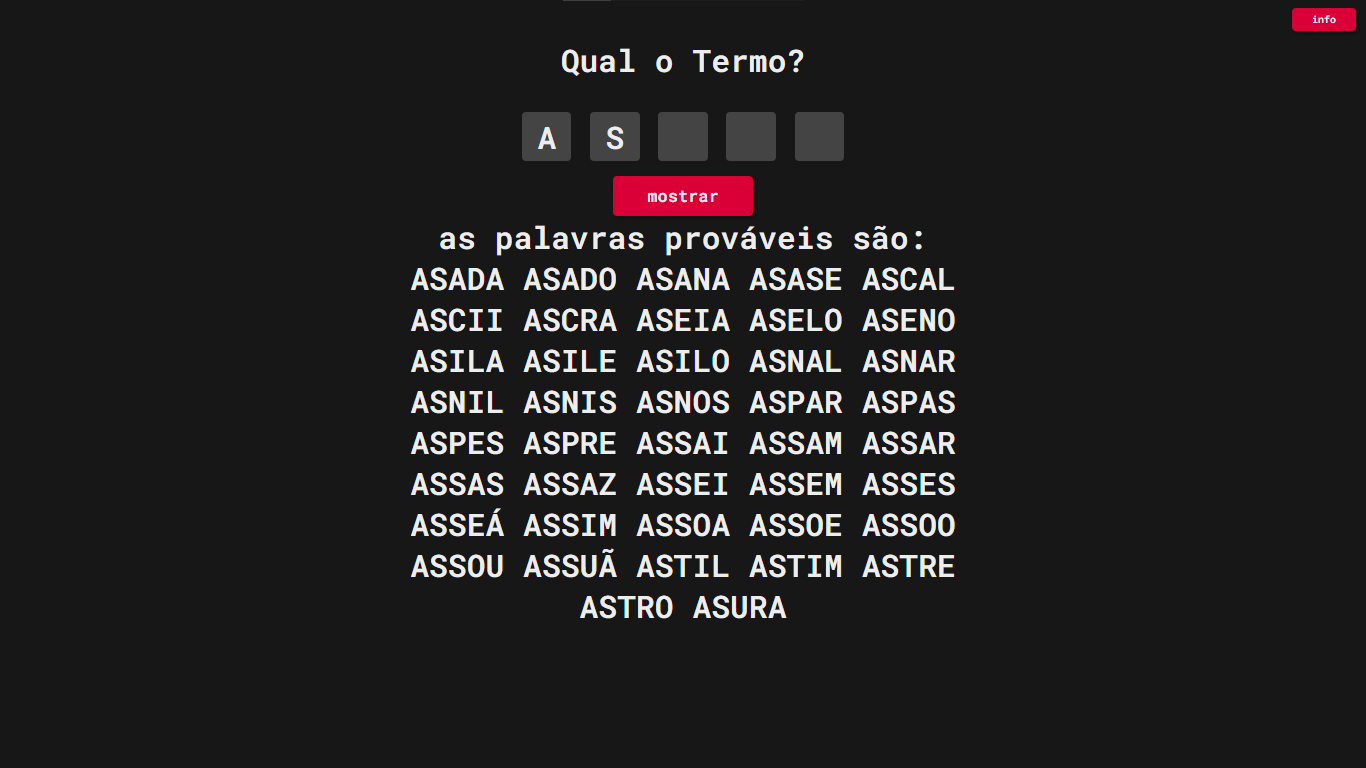 info
Qual o Termo?
A S
mostrar
as palavras prováveis são:
ASADA ASADO ASANA ASASE ASCAL
ASCII ASCRA ASEIA ASELO ASENO
ASILA ASILE ASILO ASNAL ASNAR
ASNIL ASNIS ASNOS ASPAR ASPAS
ASPES ASPRE ASSAI ASSAM ASSAR
ASSAS ASSAZ ASSEI ASSEM ASSES
ASSEÁ ASSIM ASSOA ASSOE ASSOO
ASSOU ASSUÃ ASTIL ASTIM ASTRE
ASTRO ASURA